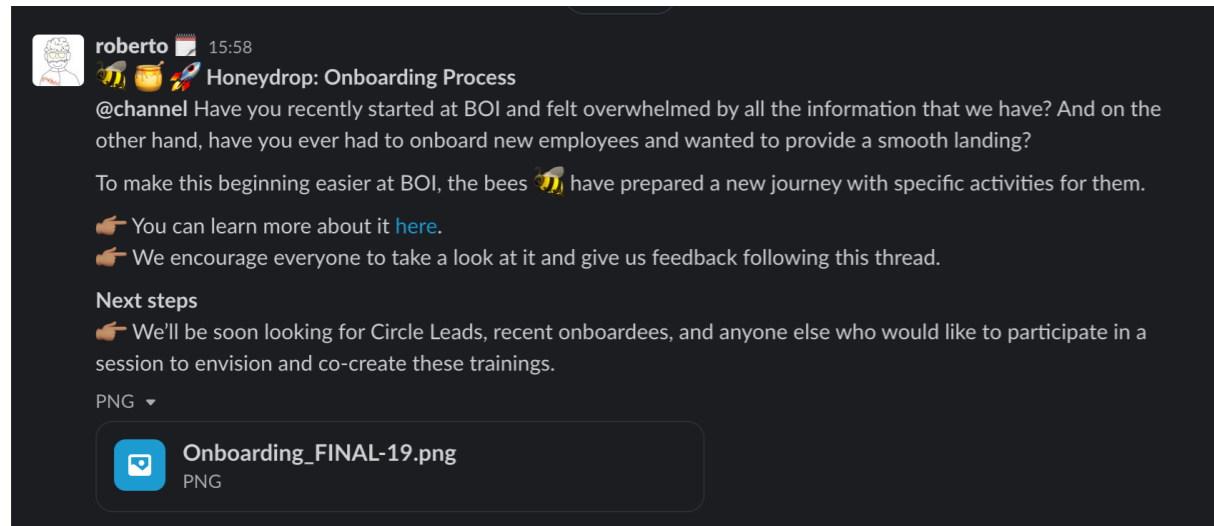 roberto 🗓️ 15:58
🐝 🍯 🚀 Honeydrop: Onboarding Process
@channel Have you recently started at BOI and felt overwhelmed by all the information that we have? And on the
other hand, have you ever had to onboard new employees and wanted to provide a smooth landing?
To make this beginning easier at BOI, the bees 🐝 have prepared a new journey with specific activities for them.
👉🏽 You can learn more about it here.
👉🏽 We encourage everyone to take a look at it and give us feedback following this thread.
Next steps
👉🏽 We’ll be soon looking for Circle Leads, recent onboardees, and anyone else who would like to participate in a
session to envision and co-create these trainings.
PNG
Onboarding_FINAL-19.png
PNG